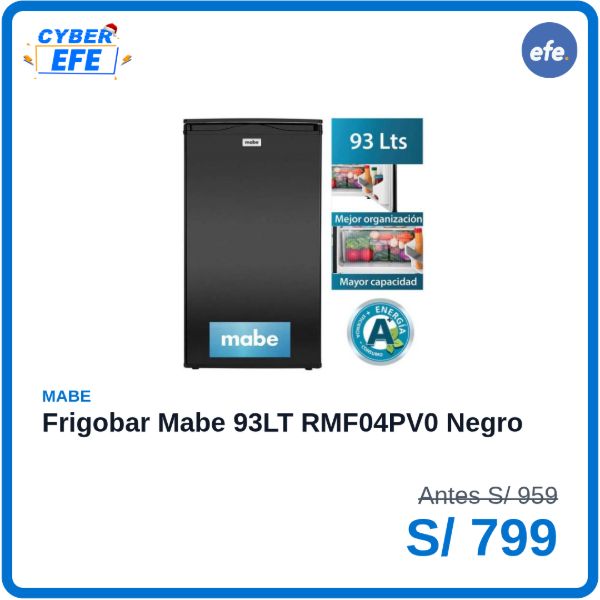 CYBER
EFE
efe.
mabe
93 Lts
Mejor organización
Mayor capacidad
mabe
ENERGÍA
A
MABE
Frigobar Mabe 93LT RMF04PV0 Negro
Antes S/ 959
S/ 799